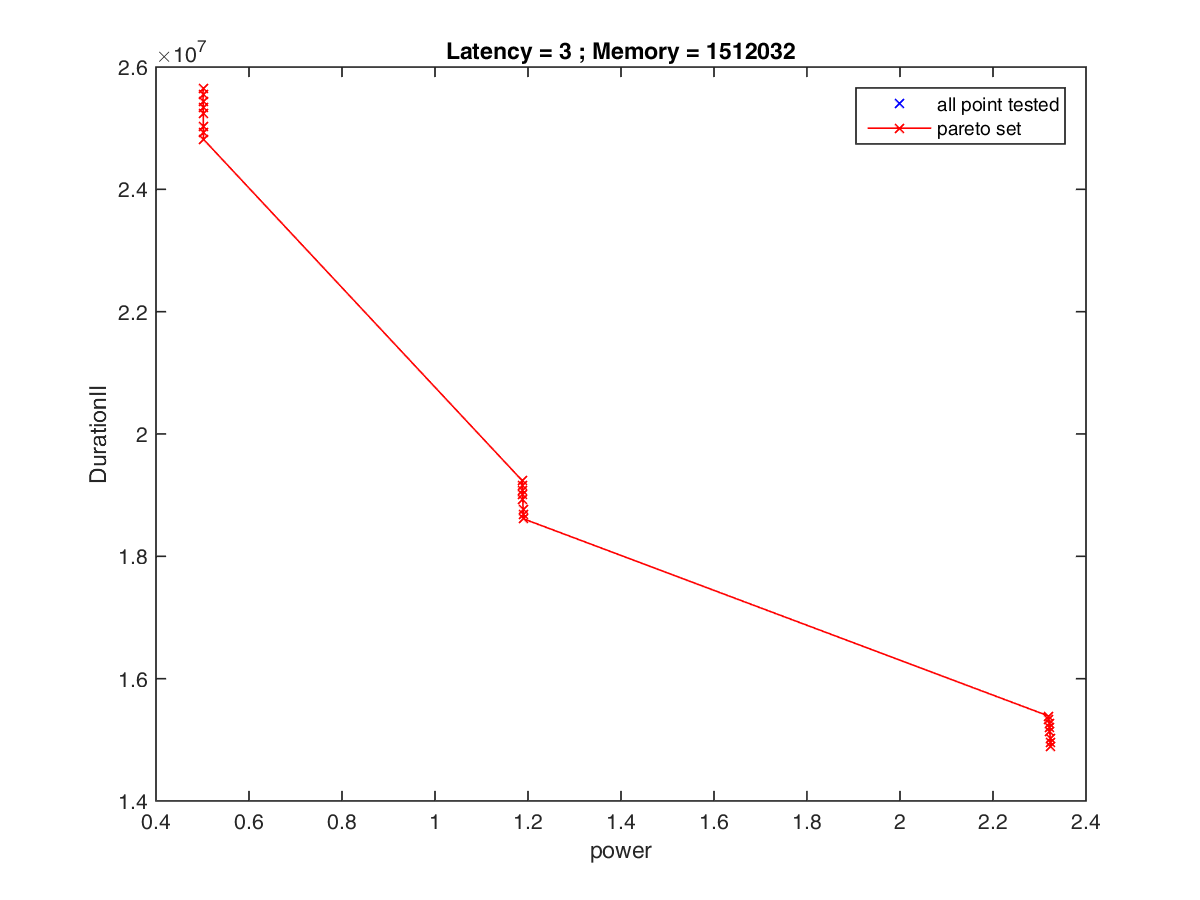 Latency = 3 ; Memory = 1512032
×10^7
2.6
2.4
2.2
2
1.8
1.6
1.4
DurationII
all point tested
pareto set
0.4 0.6 0.8 1 1.2 1.4 1.6 1.8 2 2.2 2.4
power